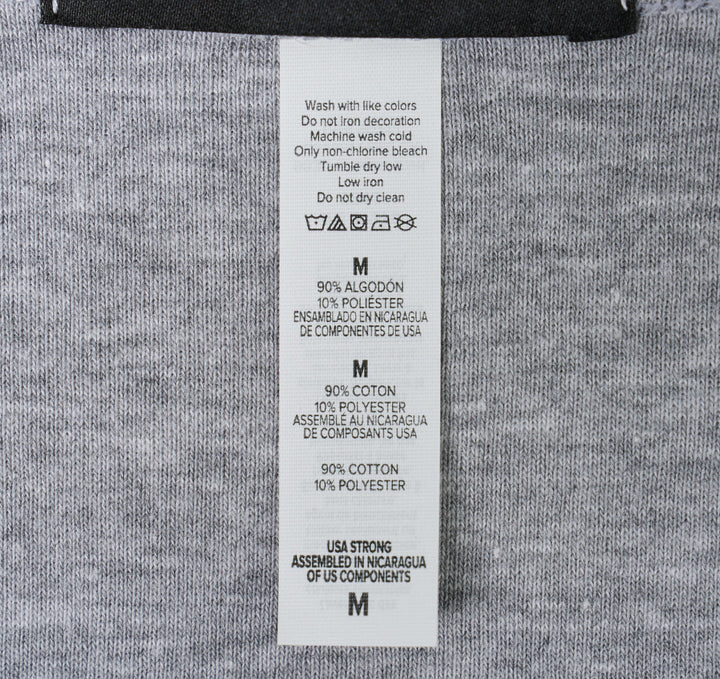 Wash with like colors
Do not iron decoration
Machine wash cold
Only non-chlorine bleach
Tumble dry low
Low iron
Do not dry clean
M
90% ALGODÓN
10% POLIÉSTER
ENSAMBLADO EN NICARAGUA
DE COMPONENTES DE USA
M
90% COTON
10% POLYESTER
ASSEMBLÉ AU NICARAGUA
DE COMPOSANTS USA
90% COTTON
10% POLYESTER
USA STRONG
ASSEMBLED IN NICARAGUA
OF US COMPONENTS
M